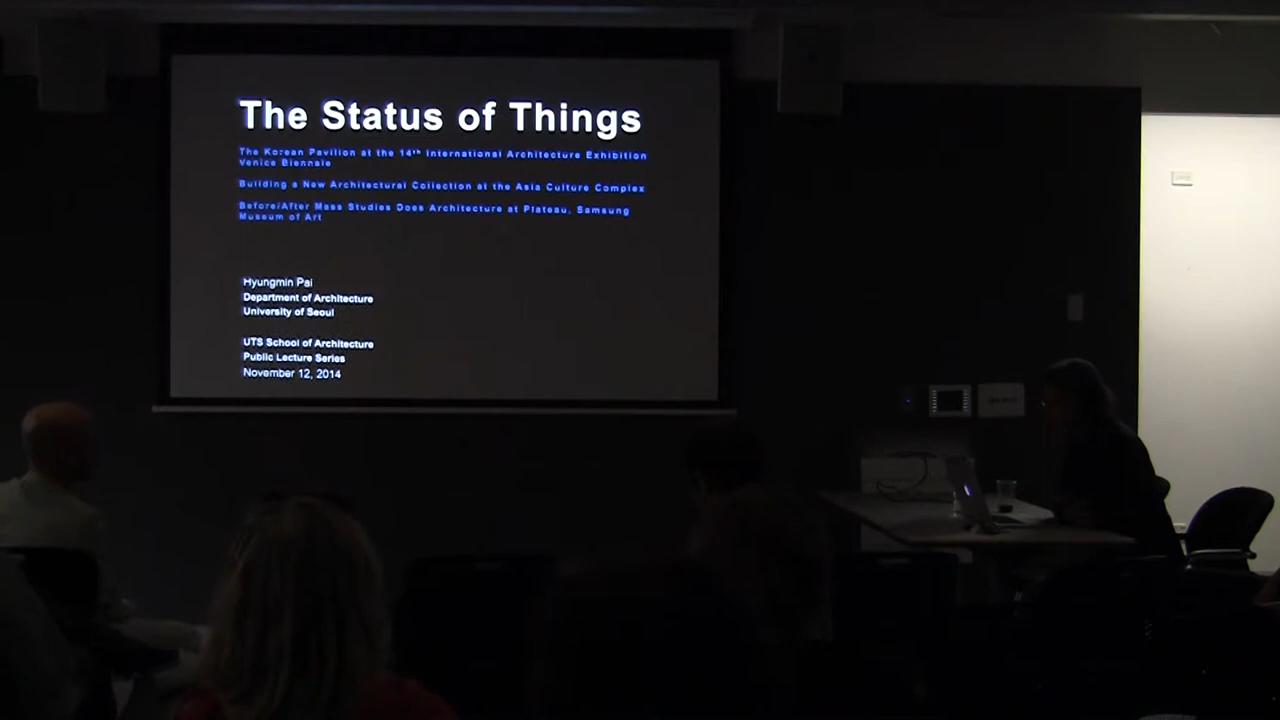 The Status of Things
The Korean Pavilion at the 14th International Architecture Exhibition
Venice Biennale
Building a New Architectural Collection at the Asia Culture Complex
Before/After Mass Studies Does Architecture at Plateau, Samsung
Museum of Art
Hyungmin Pai
Department of Architecture
University of Seoul
UTS School of Architecture
Public Lecture Series
November 12, 2014